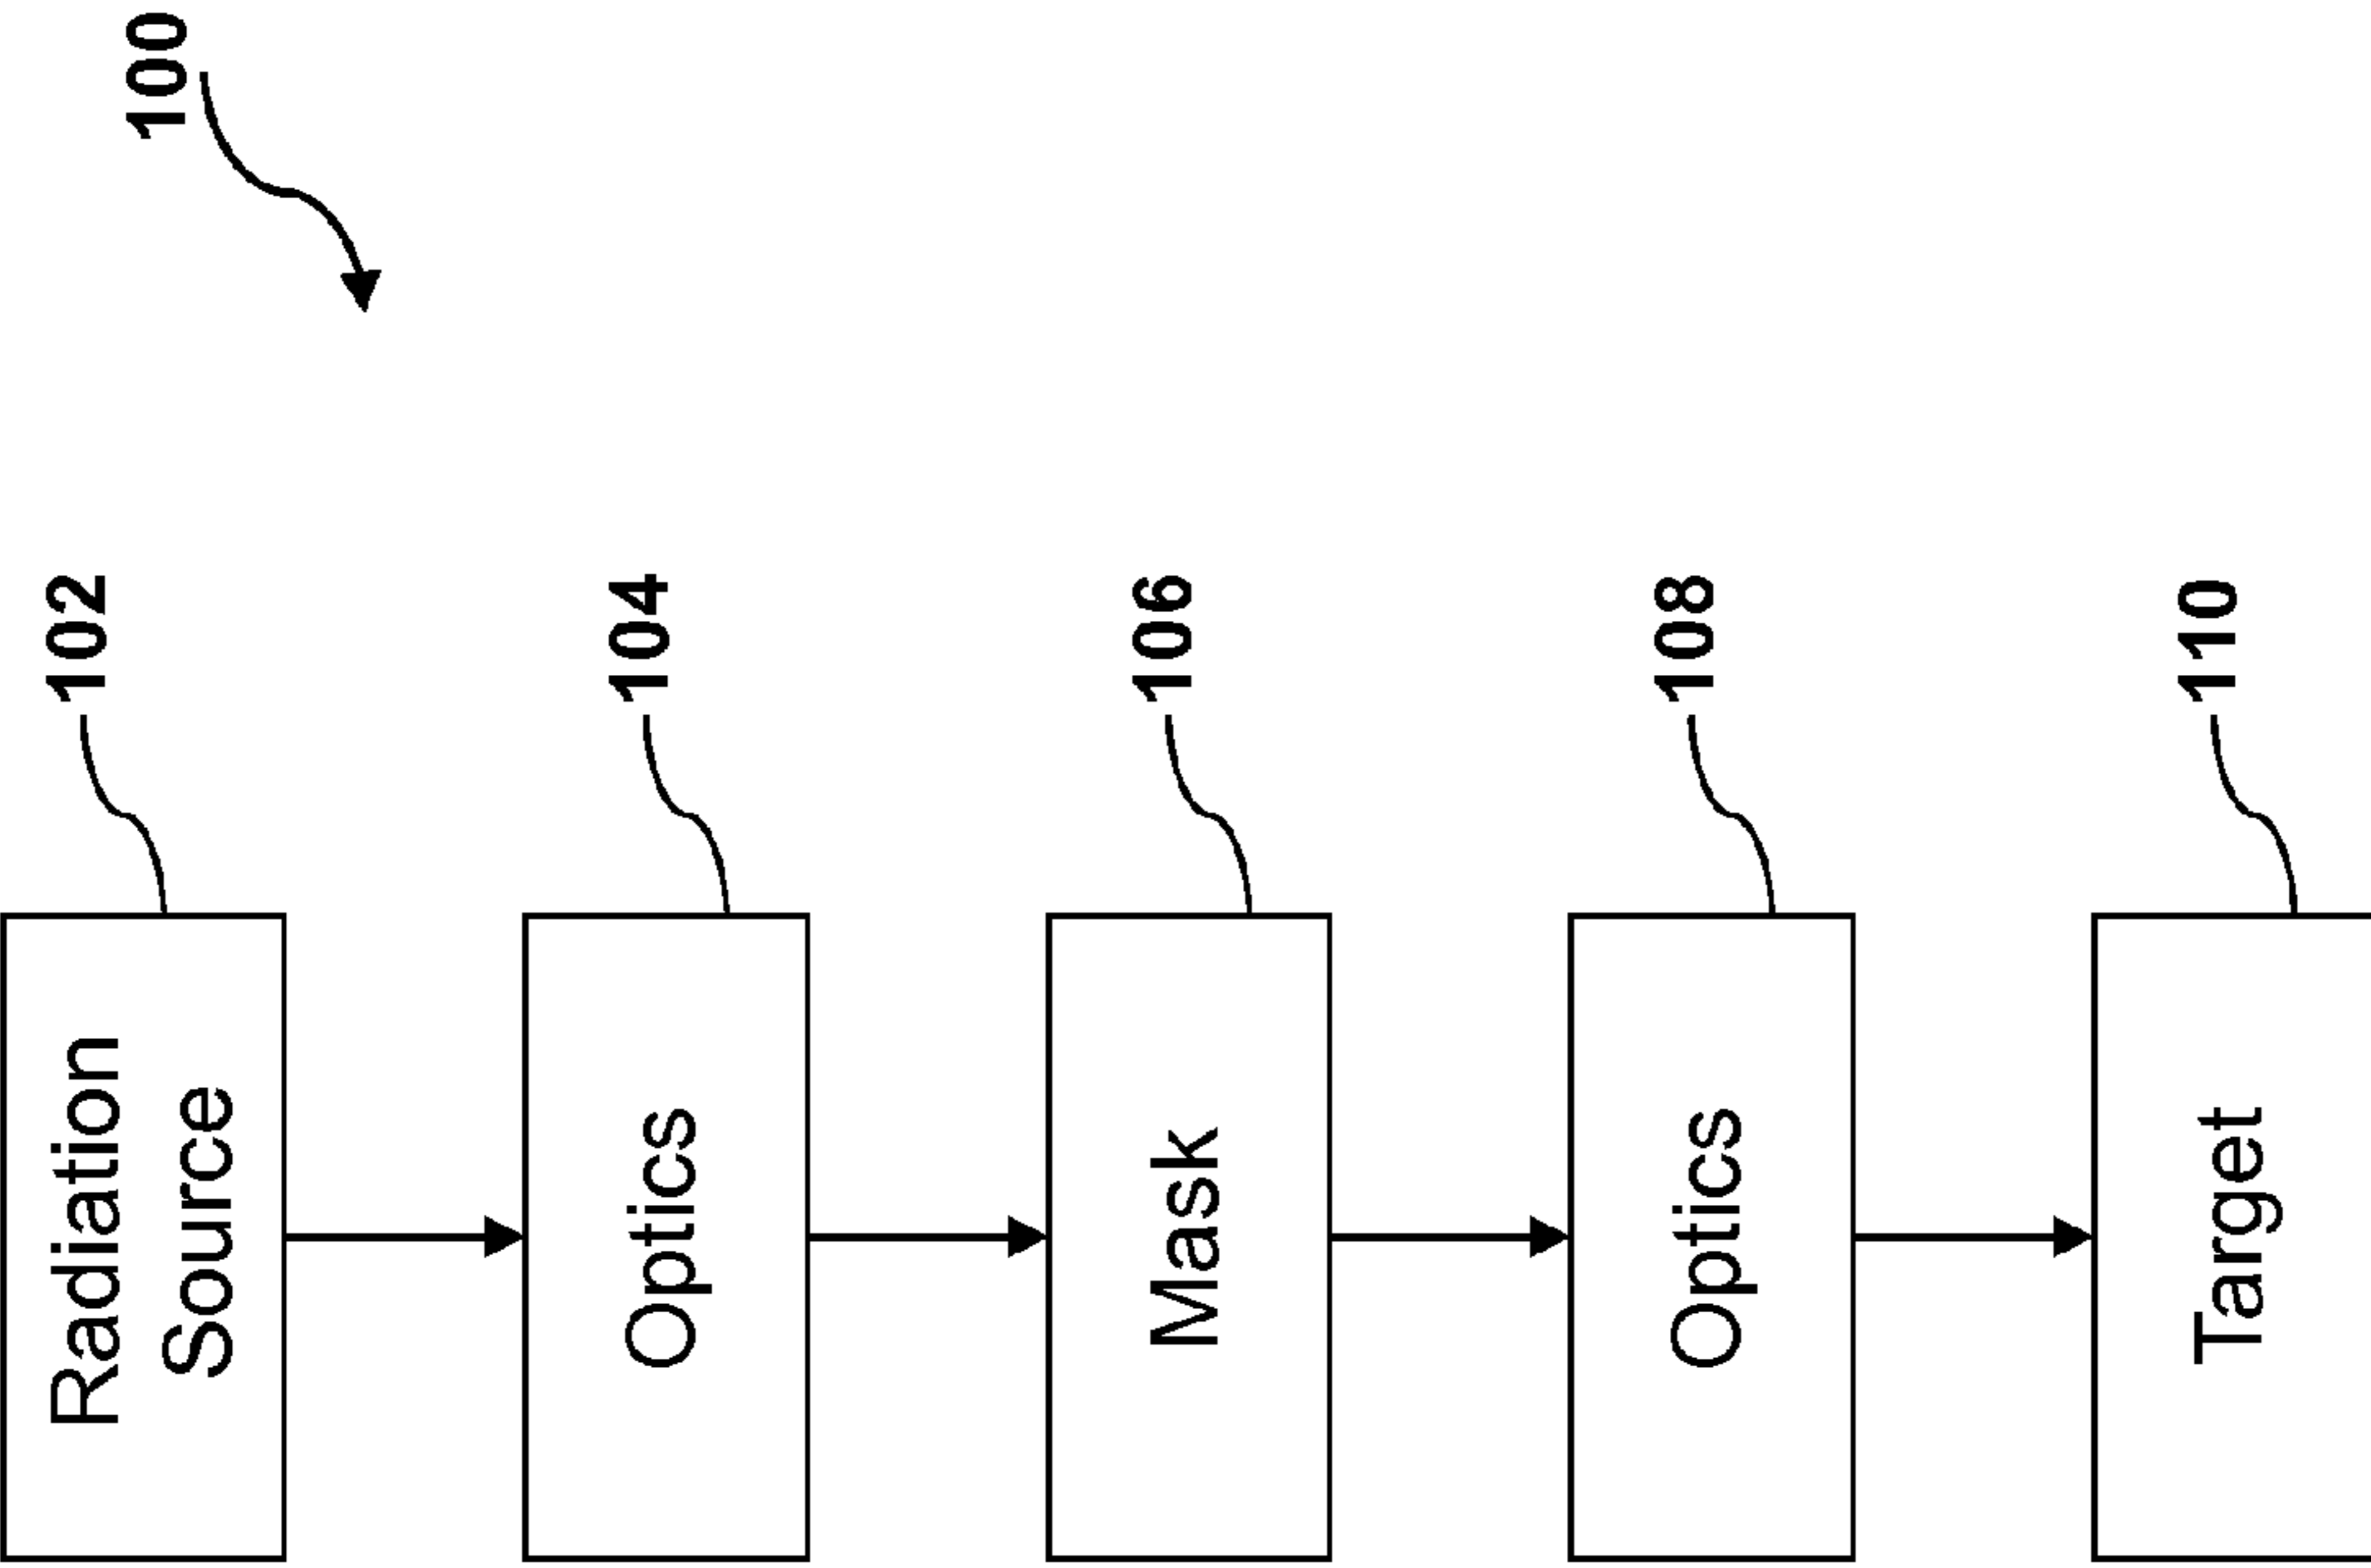 100
102
Radiation
Source
104
Optics
106
Mask
108
Optics
110
Target